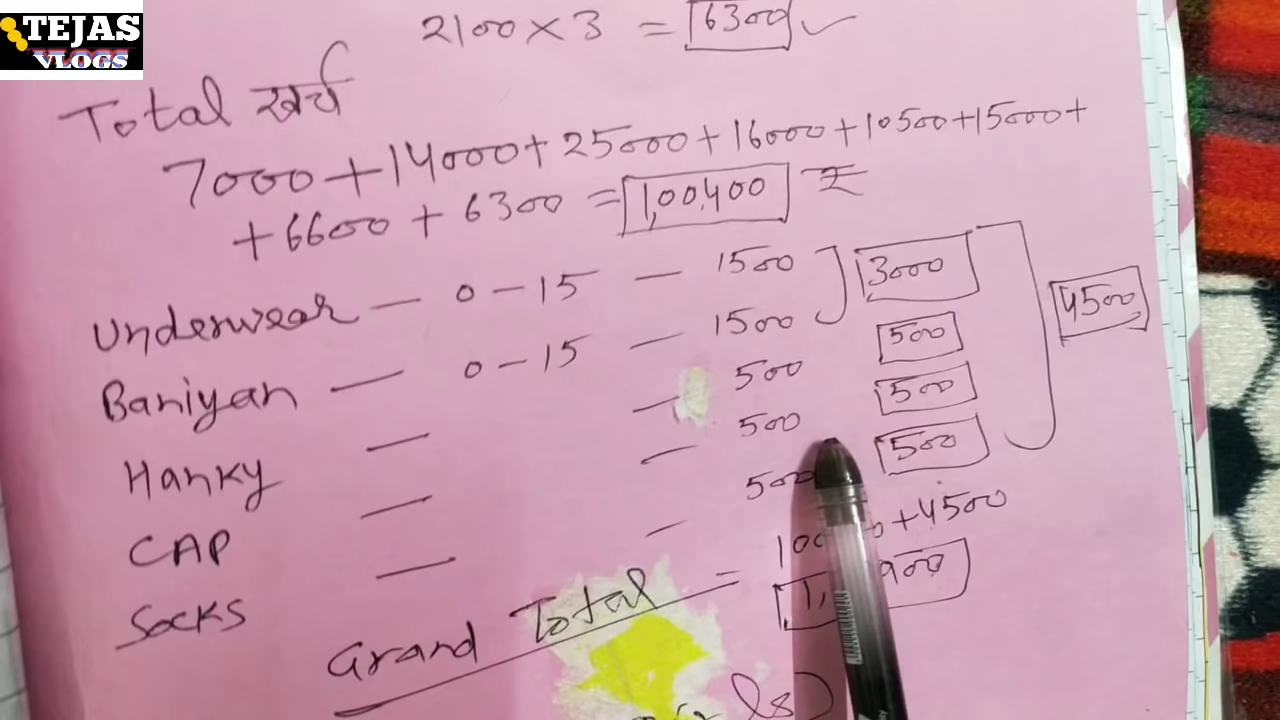 TEJAS
VLOGS
2100 × 3 = 6300 ✓
Total खर्च
7000 + 14000 + 25000 + 16000 + 10500 + 15000 +
+ 6600 + 6300 = 1,00,400 ₹
Underwear — 0 - 15 — 1500 3000
Baniyan — 0 - 15 — 1500 500 4500
Hanky — — 500 500
CAP — — 500 500
Socks — — 500
Grand Total = +4500
900